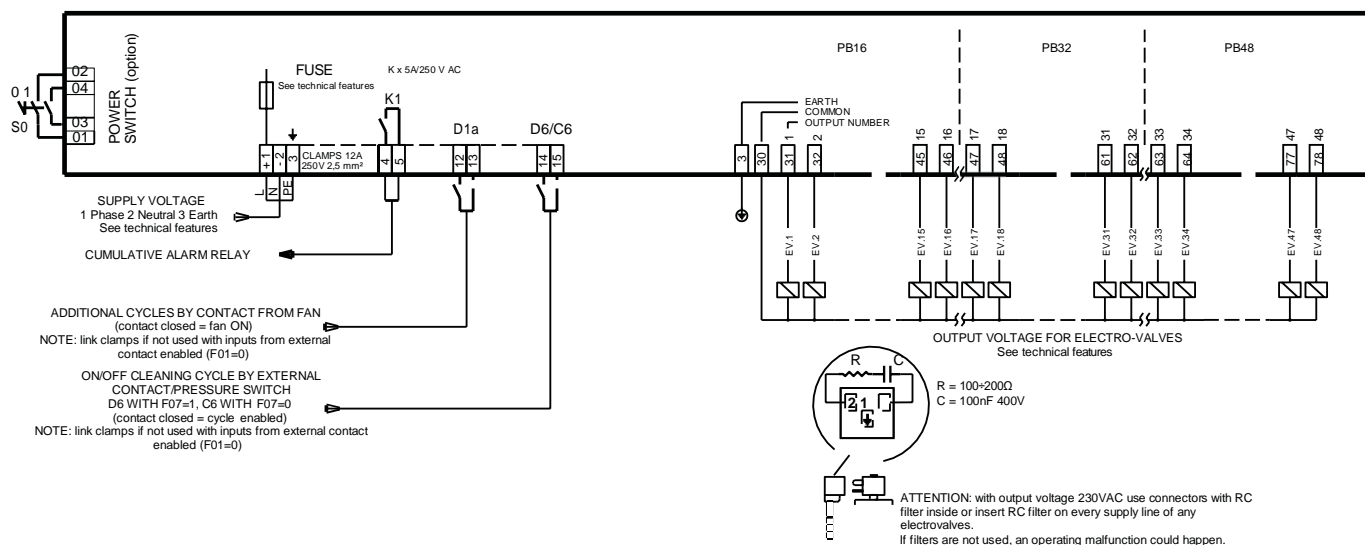 PB16 PB32 PB48
0 1
S0
02
04
03
01
POWER
SWITCH (option)
FUSE
See technical features
K x 5A/250 V AC
K1
D1a
D6/C6
+ 1
- 2
3
CLAMPS 12A
250V 2,5 mm²
4
5
12
13
14
15
L
N
PE
SUPPLY VOLTAGE
1 Phase 2 Neutral 3 Earth
See technical features
CUMULATIVE ALARM RELAY
ADDITIONAL CYCLES BY CONTACT FROM FAN
(contact closed = fan ON)
NOTE: link clamps if not used with inputs from external
contact enabled (F01=0)
ON/OFF CLEANING CYCLE BY EXTERNAL
CONTACT/PRESSURE SWITCH
D6 WITH F07=1, C6 WITH F07=0
(contact closed = cycle enabled)
NOTE: link clamps if not used with inputs from external contact
enabled (F01=0)
EARTH
COMMON
OUTPUT NUMBER
1 2 15 16 17 18 31 32 33 34 47 48
3 30 31 32 45 46 47 48 61 62 63 64 77 78
EV.1 EV.2 EV.15 EV.16 EV.17 EV.18 EV.31 EV.32 EV.33 EV.34 EV.47 EV.48
OUTPUT VOLTAGE FOR ELECTRO-VALVES
See technical features
R C
2 1
R = 100÷200Ω
C = 100nF 400V
ATTENTION: with output voltage 230VAC use connectors with RC
filter inside or insert RC filter on every supply line of any
electrovalves.
If filters are not used, an operating malfunction could happen.